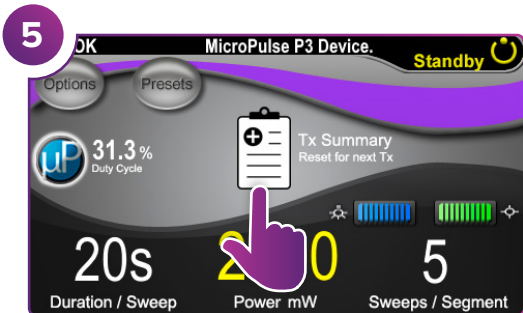 5
OK
MicroPulse P3 Device.
Standby
Options
Presets
µP
31.3 %
Duty Cycle
Tx Summary
Reset for next Tx
20s
5
Duration / Sweep
Power mW
Sweeps / Segment